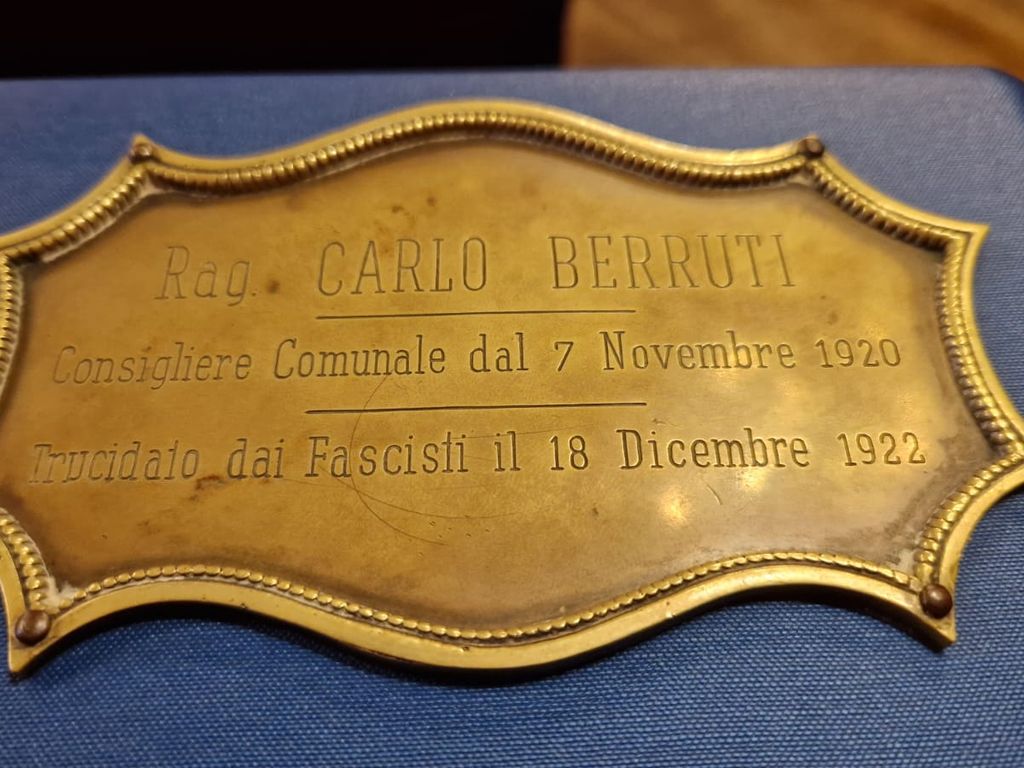 Rag. CARLO BERRUTI
Consigliere Comunale dal 7 Novembre 1920
Trucidato dai Fascisti il 18 Dicembre 1922